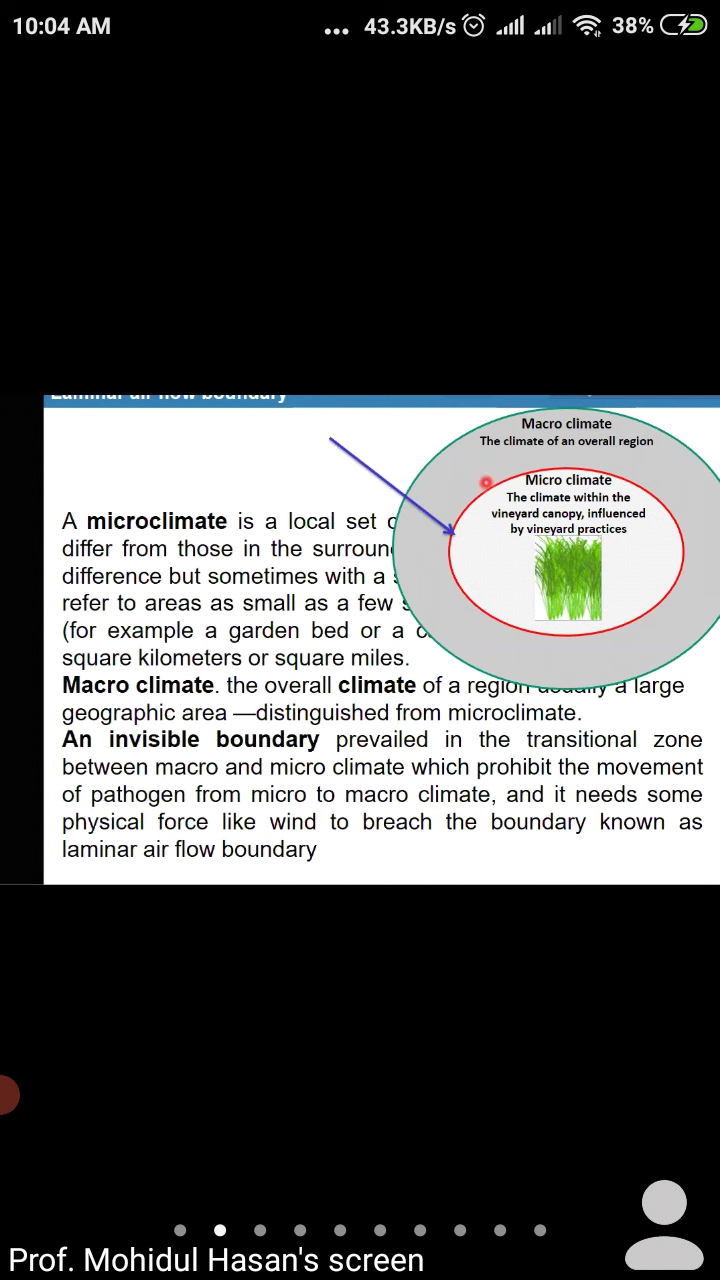 10:04 AM
... 43.3KB/s 38%
Laminar air flow boundary
Macro climate
The climate of an overall region
Micro climate
The climate within the
vineyard canopy, influenced
by vineyard practices
A microclimate is a local set
differ from those in the
difference but sometimes with a
refer to areas as small as a few
(for example a garden bed or a
square kilometers or square miles.
Macro climate. the overall climate of a region usually a large
geographic area —distinguished from microclimate.
An invisible boundary prevailed in the transitional zone
between macro and micro climate which prohibit the movement
of pathogen from micro to macro climate, and it needs some
physical force like wind to breach the boundary known as
laminar air flow boundary
Prof. Mohidul Hasan's screen